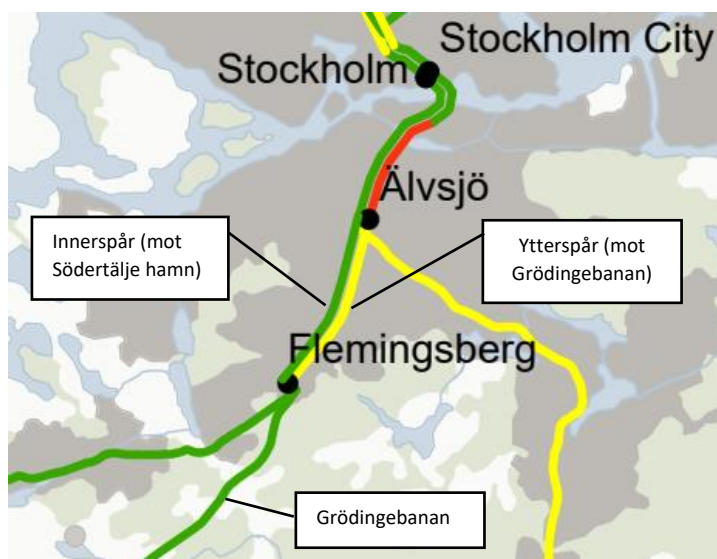 Stockholm City
Stockholm
Älvsjö
Innerspår (mot
Södertälje hamn)
Ytterspår (mot
Grödingebanan)
Flemingsberg
Grödingebanan